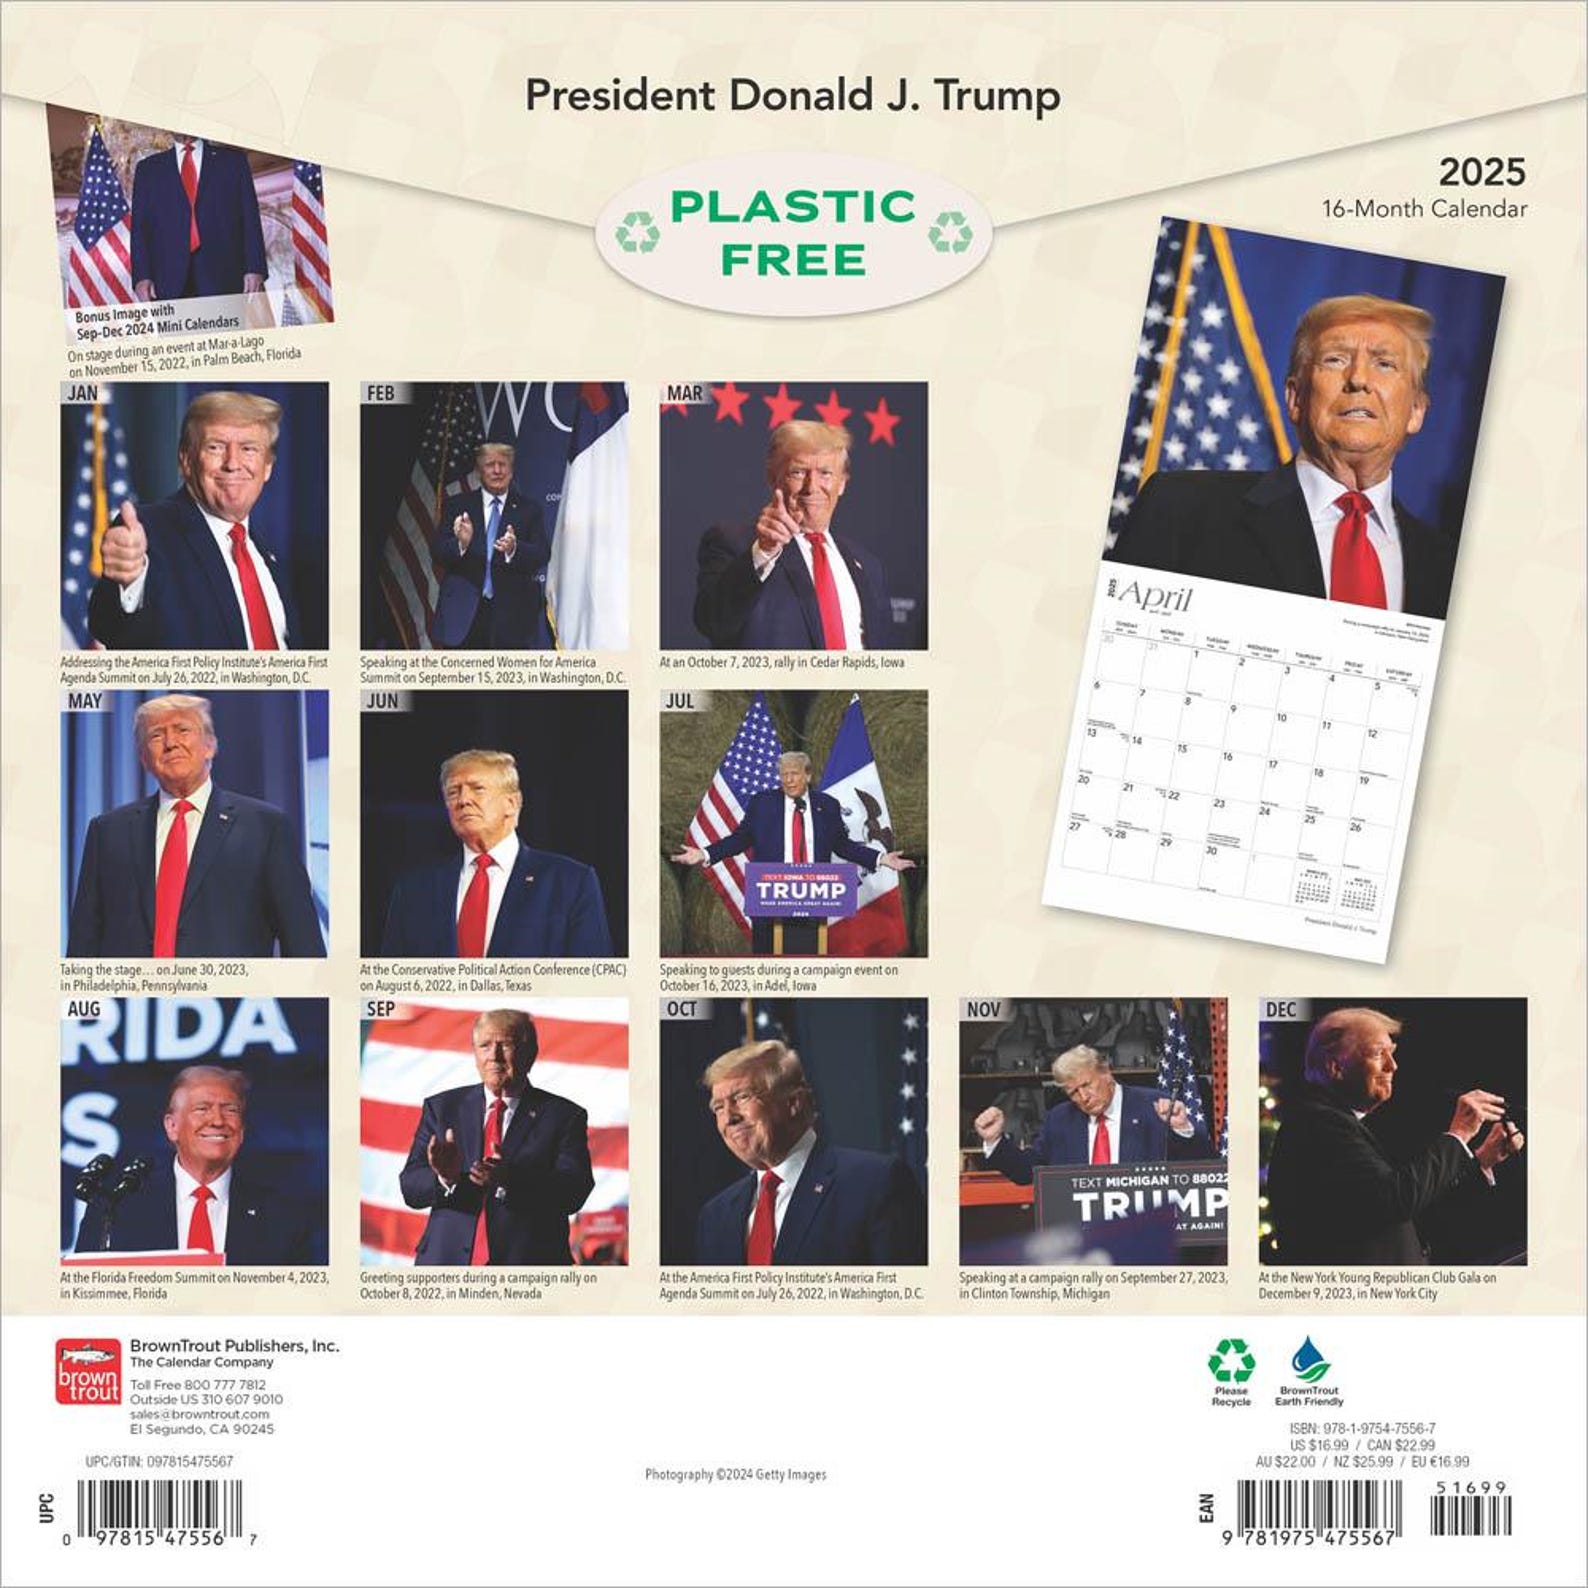 President Donald J. Trump
PLASTIC
FREE
2025
16-Month Calendar
Bonus Image with
Sep-Dec 2024 Mini Calendars
On stage during an event at Mar-a-Lago
on November 15, 2022, in Palm Beach, Florida
JAN
Addressing the America First Policy Institute's America First
Agenda Summit on July 26, 2022, in Washington, D.C.
FEB
WO
Speaking at the Concerned Women for America
Summit on September 15, 2023, in Washington, D.C.
MAR
At an October 7, 2023, rally in Cedar Rapids, Iowa
2025
April
SUNDAY MONDAY TUESDAY WEDNESDAY THURSDAY FRIDAY SATURDAY
30 31 1 2 3 4 5
6 7 8 9 10 11 12
13 14 15 16 17 18 19
20 21 22 23 24 25 26
27 28 29 30
President Donald J. Trump
MAY
Taking the stage... on June 30, 2023,
in Philadelphia, Pennsylvania
JUN
At the Conservative Political Action Conference (CPAC)
on August 6, 2022, in Dallas, Texas
JUL
TEXT IOWA TO 88022
TRUMP
MAKE AMERICA GREAT AGAIN!
2024
Speaking to guests during a campaign event on
October 16, 2023, in Adel, Iowa
AUG
RIDA
S
At the Florida Freedom Summit on November 4, 2023,
in Kissimmee, Florida
SEP
Greeting supporters during a campaign rally on
October 8, 2022, in Minden, Nevada
OCT
At the America First Policy Institute's America First
Agenda Summit on July 26, 2022, in Washington, D.C.
NOV
TEXT MICHIGAN TO 88022
TRUMP
AT AGAIN!
Speaking at a campaign rally on September 27, 2023,
in Clinton Township, Michigan
DEC
At the New York Young Republican Club Gala on
December 9, 2023, in New York City
brown
trout
BrownTrout Publishers, Inc.
The Calendar Company
Toll Free 800 777 7812
Outside US 310 607 9010
sales@browntrout.com
El Segundo, CA 90245
UPC/GTIN: 097815475567
UPC
0 97815 47556 7
Photography ©2024 Getty Images
Please
Recycle
BrownTrout
Earth Friendly
ISBN: 978-1-9754-7556-7
US $16.99 / CAN $22.99
AU $22.00 / NZ $25.99 / EU €16.99
EAN
9 781975 475567
51699